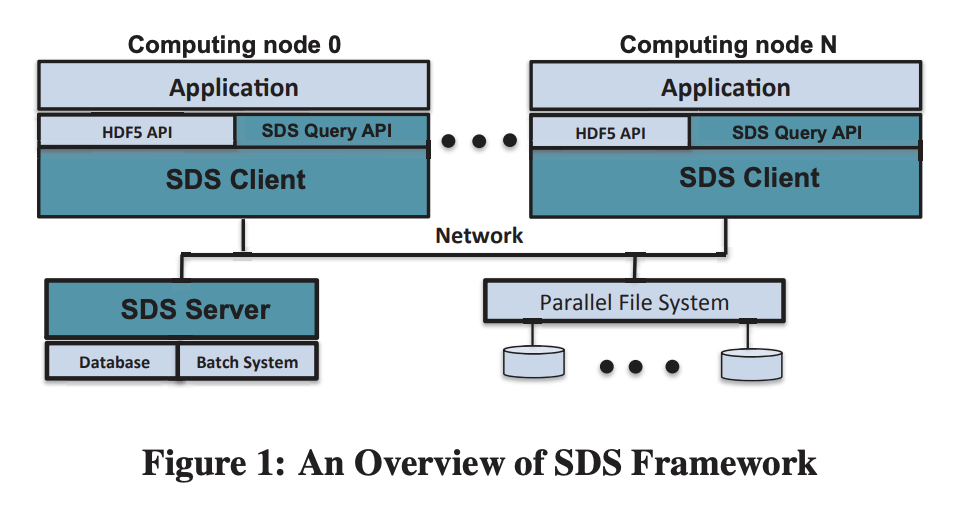 Computing node 0
Computing node N
Application
Application
HDF5 API
SDS Query API
HDF5 API
SDS Query API
SDS Client
SDS Client
Network
SDS Server
Parallel File System
Database
Batch System
Figure 1: An Overview of SDS Framework